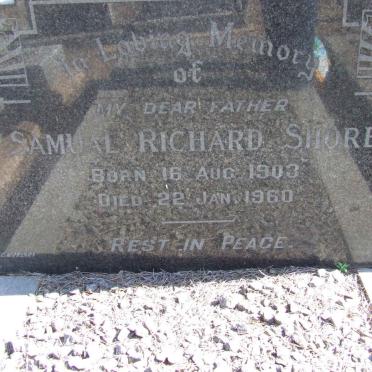 In Loving Memory
of
MY DEAR FATHER
SAMUAL RICHARD SHORE
BORN 16 AUG. 1903
DIED 22 JAN. 1960
REST IN PEACE